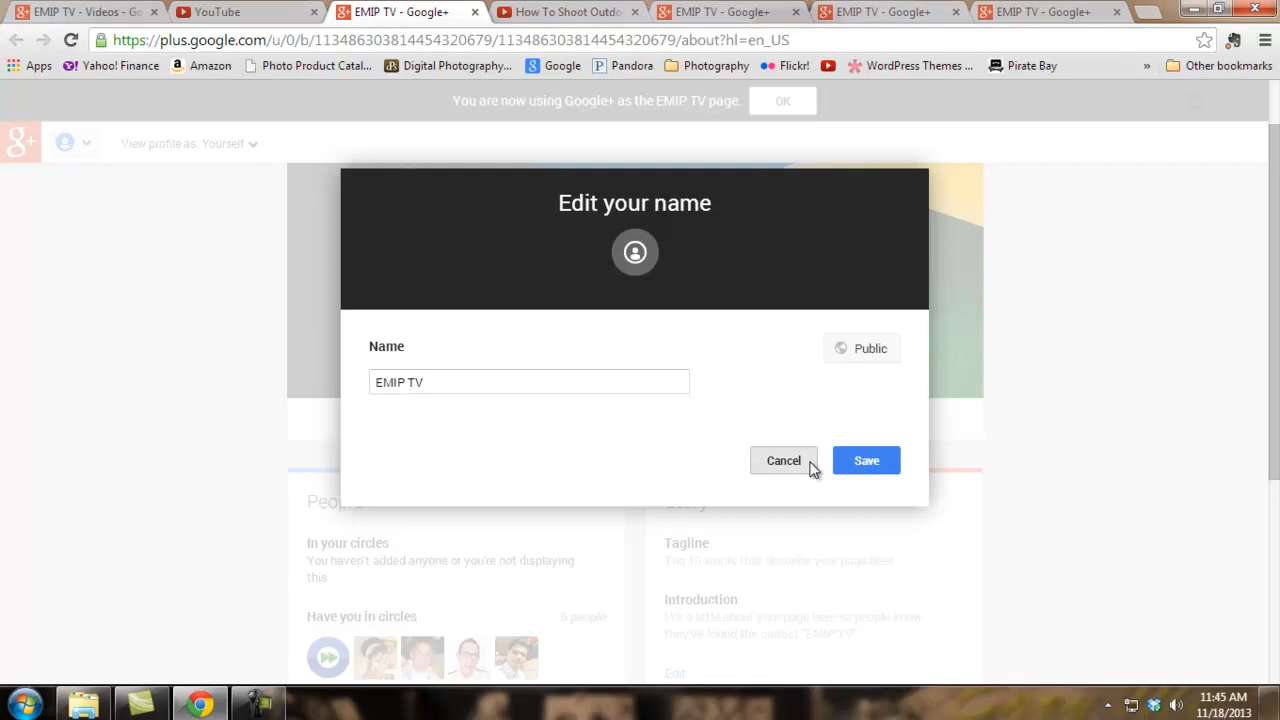 EMIP TV - Videos - Go
YouTube
EMIP TV - Google+
How To Shoot Outdo
EMIP TV - Google+
EMIP TV - Google+
EMIP TV - Google+
https://plus.google.com/u/0/b/113486303814454320679/113486303814454320679/about?hl=en_US
Apps
Yahoo! Finance
Amazon
Photo Product Catal...
Digital Photography...
Google
Pandora
Photography
Flickr!
WordPress Themes ...
Pirate Bay
»
Other bookmarks
You are now using Google+ as the EMIP TV page.
OK
g+
View profile as: Yourself
Edit your name
Name
Public
EMIP TV
Cancel
Save
People
Story
In your circles
You haven't added anyone or you're not displaying
this
Have you in circles
5 people
Tagline
The 10 words that describe your page best
Introduction
Put a little about your page here so people know
they've found the correct "EMIP TV".
Edit
11:45 AM
11/18/2013